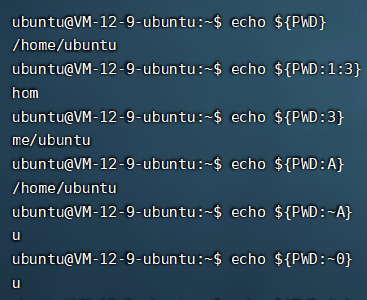 ubuntu@VM-12-9-ubuntu:~$ echo ${PWD}
/home/ubuntu
ubuntu@VM-12-9-ubuntu:~$ echo ${PWD:1:3}
hom
ubuntu@VM-12-9-ubuntu:~$ echo ${PWD:3}
me/ubuntu
ubuntu@VM-12-9-ubuntu:~$ echo ${PWD:A}
/home/ubuntu
ubuntu@VM-12-9-ubuntu:~$ echo ${PWD:~A}
u
ubuntu@VM-12-9-ubuntu:~$ echo ${PWD:~0}
u